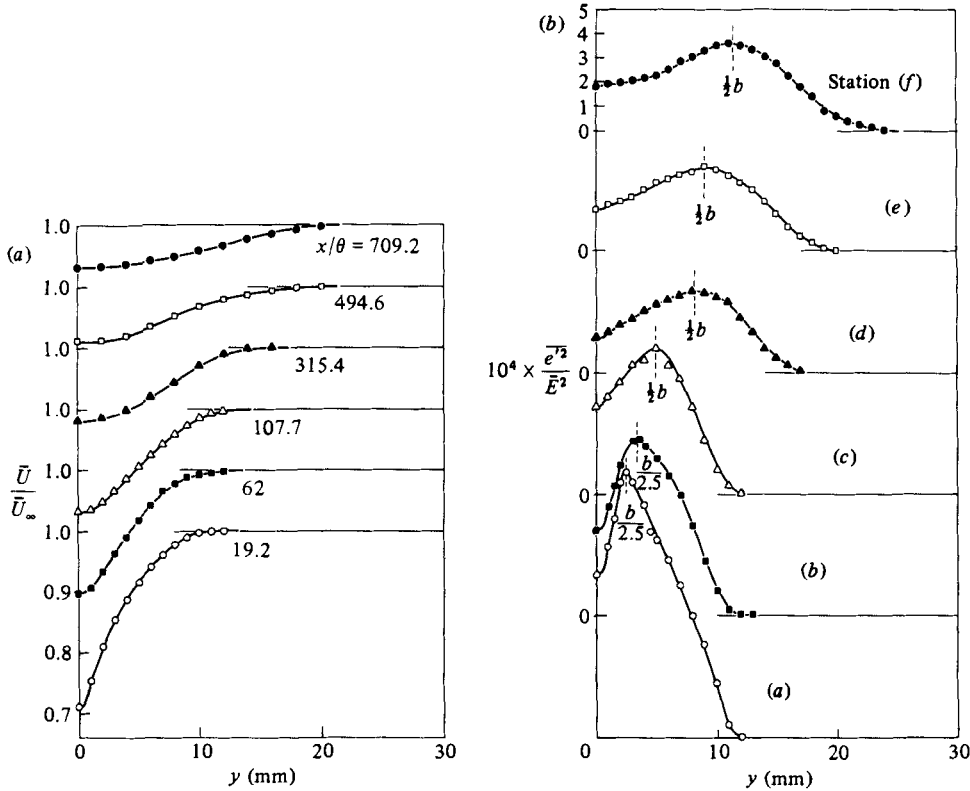 (a)
1.0
x/θ = 709.2
1.0
494.6
1.0
315.4
1.0
107.7
1.0
62
1.0
19.2
0.9
0.8
0.7
Ū
Ū∞
0 10 20 30
y (mm)
(b)
5
4
3
2
1
0
½b
Station (f)
0
½b
(e)
0
½b
(d)
0
½b
(c)
0
b
2.5
(b)
b
2.5
(a)
10⁴ × e'²
Ē²
0 10 20 30
y (mm)